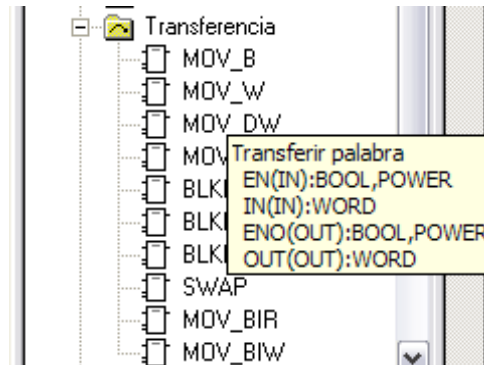 Transferencia
MOV_B
MOV_W
MOV_DW
MOV
Transferir palabra
EN(IN):BOOL,POWER
IN(IN):WORD
ENO(OUT):BOOL,POWER
OUT(OUT):WORD
SWAP
MOV_BIR
MOV_BIW